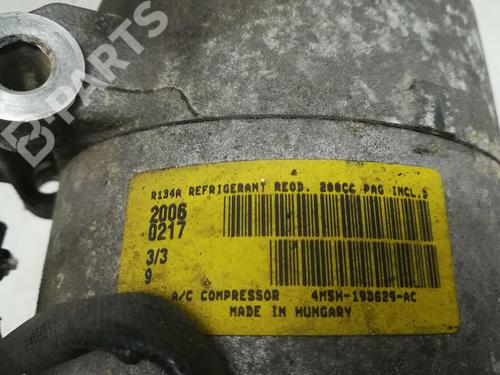 R134A REFRIGERANT REQD. 200CC PAG INCL.D
2006
0217
3/3
9
A/C COMPRESSOR 4M5H-19D629-AC
MADE IN HUNGARY
B-PARTS